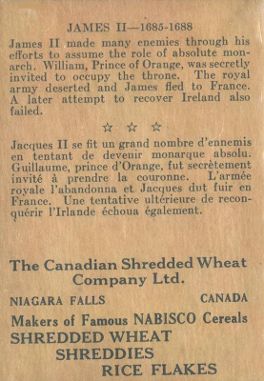 JAMES II—1685-1688
James II made many enemies through his
efforts to assume the role of absolute mon-
arch. William, Prince of Orange, was secretly
invited to occupy the throne. The royal
army deserted and James fled to France.
A later attempt to recover Ireland also
failed.
☆ ☆ ☆
Jacques II se fit un grand nombre d'ennemis
en tentant de devenir monarque absolu.
Guillaume, prince d'Orange, fut secrètement
invité à prendre la couronne. L'armée
royale l'abandonna et Jacques dut fuir en
France. Une tentative ultérieure de recon-
quérir l'Irlande échoua également.
The Canadian Shredded Wheat
Company Ltd.
NIAGARA FALLS CANADA
Makers of Famous NABISCO Cereals
SHREDDED WHEAT
SHREDDIES
RICE FLAKES